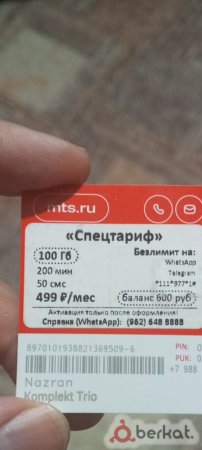 mts.ru
«Спецтариф»
100 Гб
200 мин
50 смс
499 ₽/мес
Безлимит на:
WhatsApp
Telegram
*111*977*1#
баланс 600 руб
Активация только после оформления!
Справка (WhatsApp): (962) 648 8888
8970101938821369509-6
Nazran
Komplekt Trio
PIN: 0
PUK: 0
+7 988
berkat.